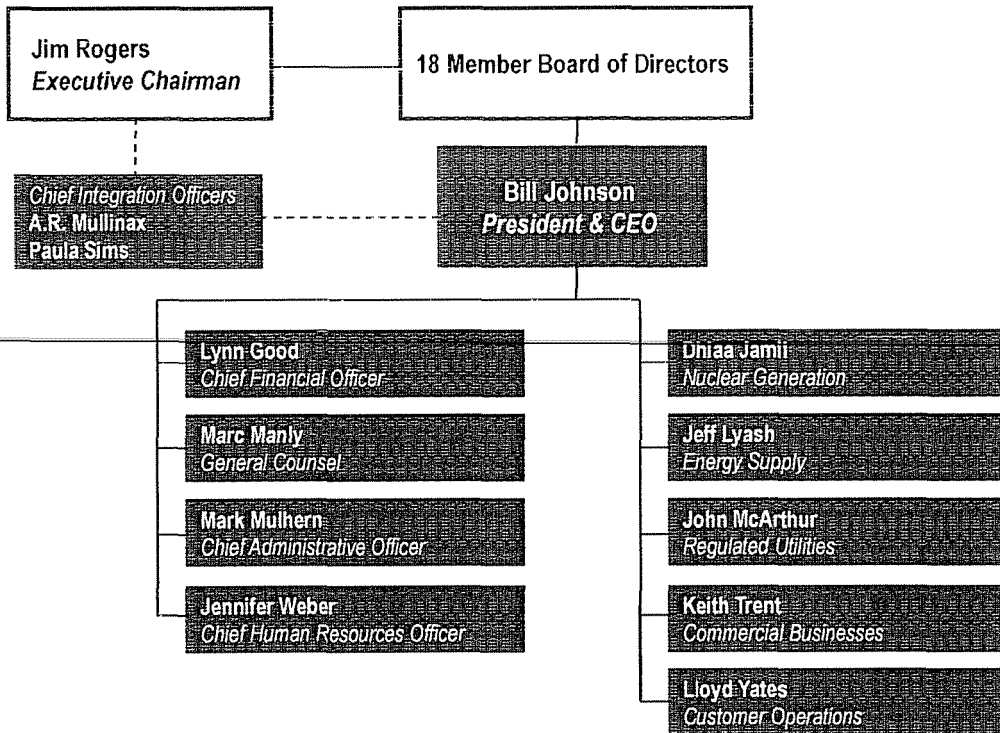 Jim Rogers
Executive Chairman
18 Member Board of Directors
Chief Integration Officers
A.R. Mullinax
Paula Sims
Bill Johnson
President & CEO
Lynn Good
Chief Financial Officer
Marc Manly
General Counsel
Mark Mulhern
Chief Administrative Officer
Jennifer Weber
Chief Human Resources Officer
Dhiaa Jamil
Nuclear Generation
Jeff Lyash
Energy Supply
John McArthur
Regulated Utilities
Keith Trent
Commercial Businesses
Lloyd Yates
Customer Operations